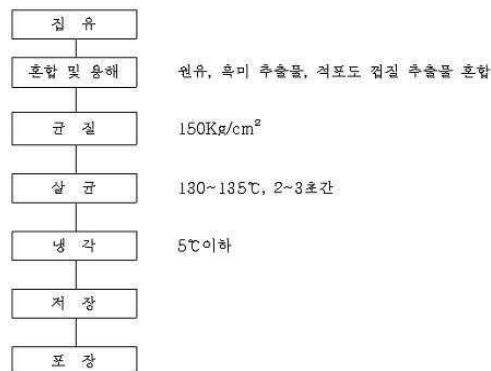 집 유
혼합 및 용해 원유, 흑미 추출물, 적포도 껍질 추출물 혼합
균 질 150Kg/cm²
살 균 130~135℃, 2~3초간
냉 각 5℃이하
저 장
포 장